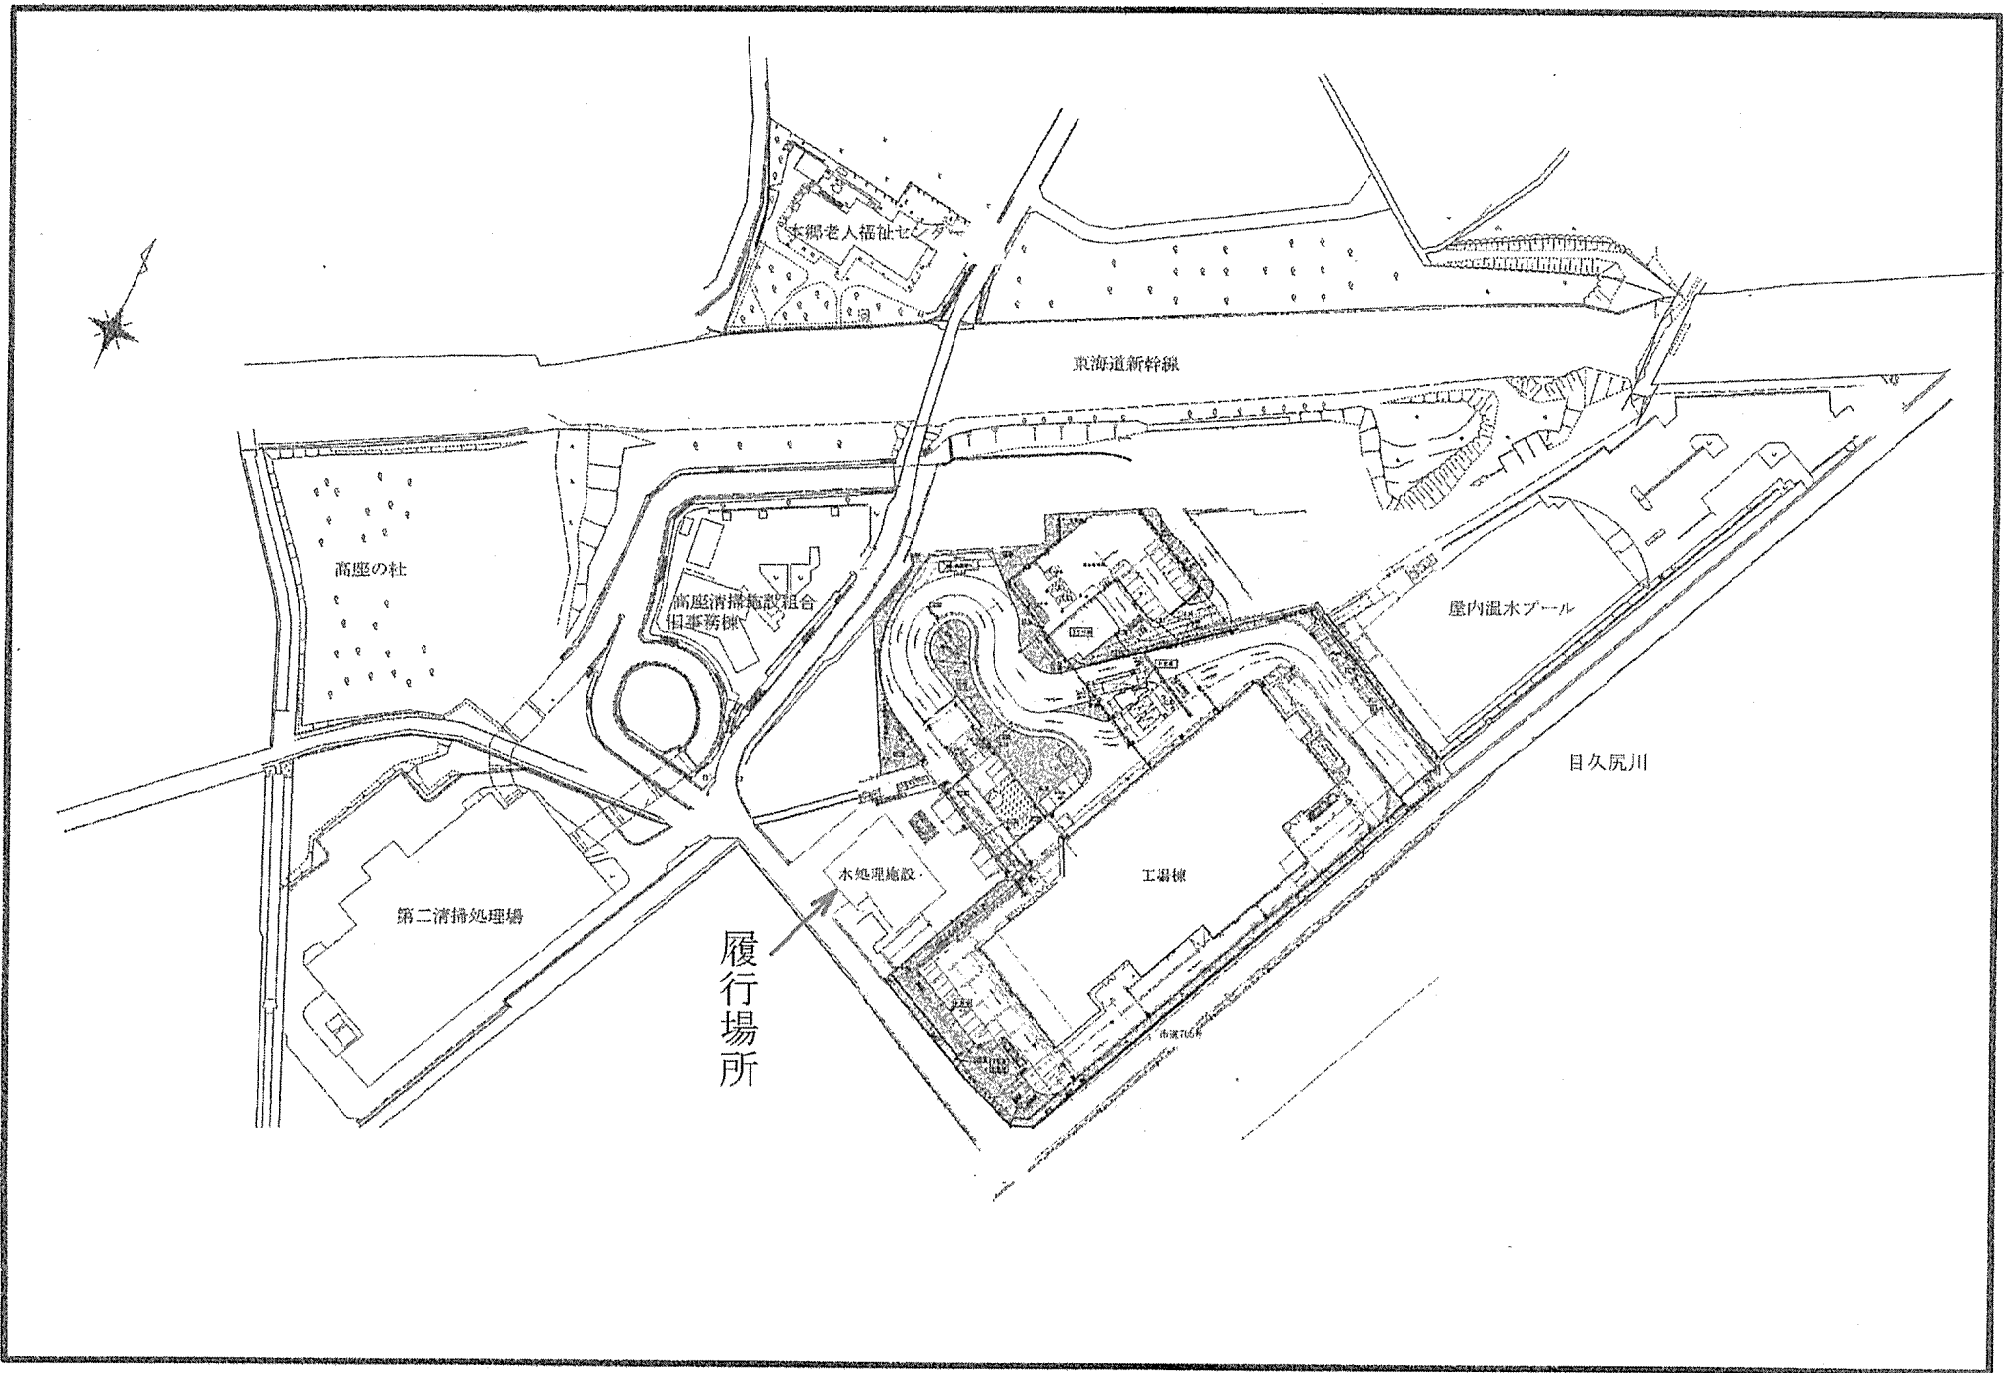 本郷老人福祉センター
東海道新幹線
高座の杜
高座清掃施設組合
旧事務棟
屋内温水プール
目久尻川
水処理施設
工場棟
第二清掃処理場
履行場所